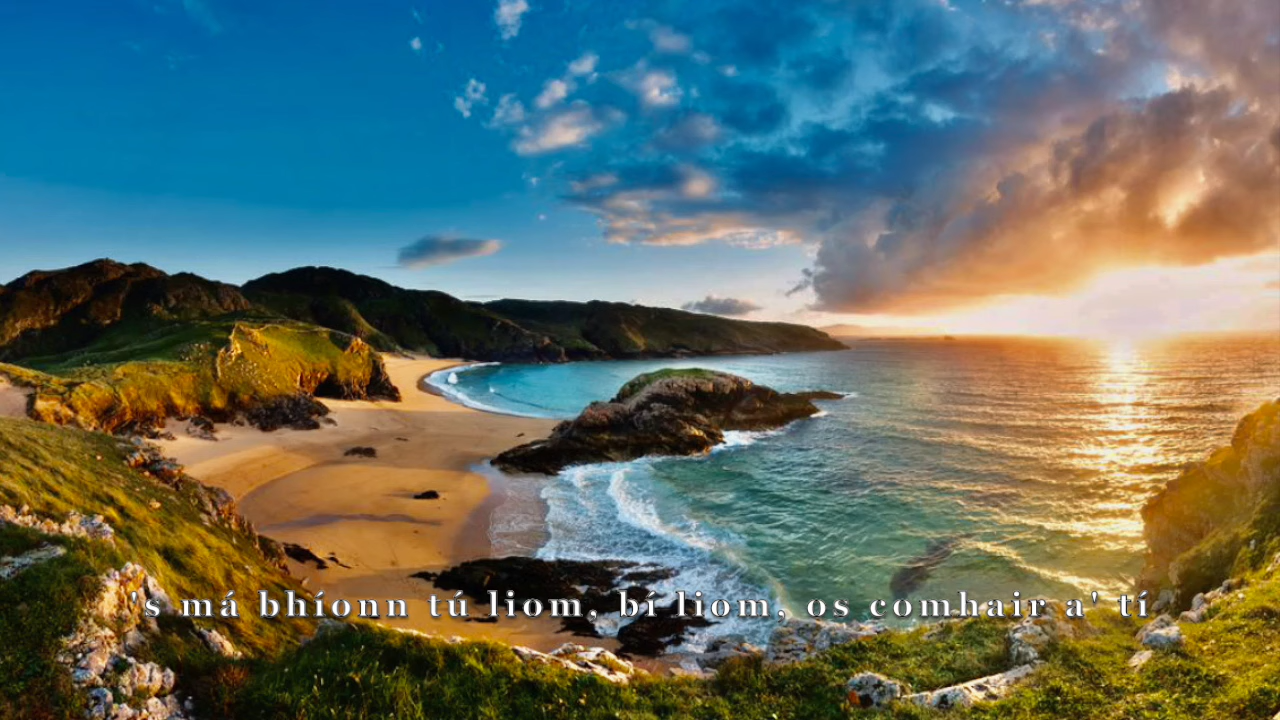 's má bhíonn tú liom, bí liom, os comhair a' tí